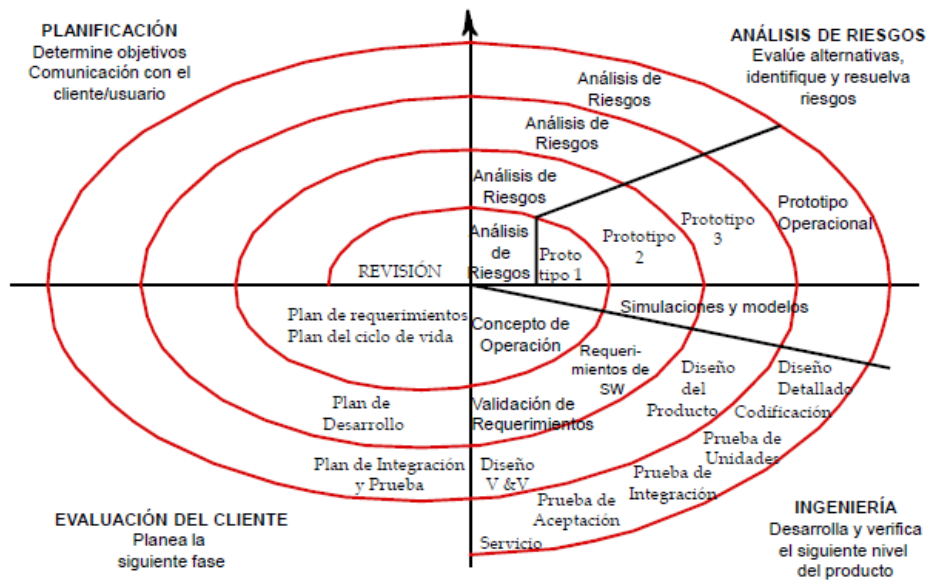 PLANIFICACIÓN
Determine objetivos
Comunicación con el
cliente/usuario
ANÁLISIS DE RIESGOS
Evalúe alternativas,
identifique y resuelva
riesgos
Análisis de
Riesgos
Análisis de
Riesgos
Análisis de
Riesgos
Análisis
de
Riesgos
Proto
tipo 1
Prototipo
2
Prototipo
3
Prototipo
Operacional
REVISIÓN
Plan de requerimientos
Plan del ciclo de vida
Concepto de
Operación
Simulaciones y modelos
Requeri-
mientos de
SW
Diseño
del
Producto
Diseño
Detallado
Codificación
Plan de
Desarrollo
Validación de
Requerimientos
Prueba de
Unidades
Plan de Integración
y Prueba
Diseño
V &V
Prueba de
Integración
Prueba de
Aceptación
Servicio
EVALUACIÓN DEL CLIENTE
Planea la
siguiente fase
INGENIERÍA
Desarrolla y verifica
el siguiente nivel
del producto